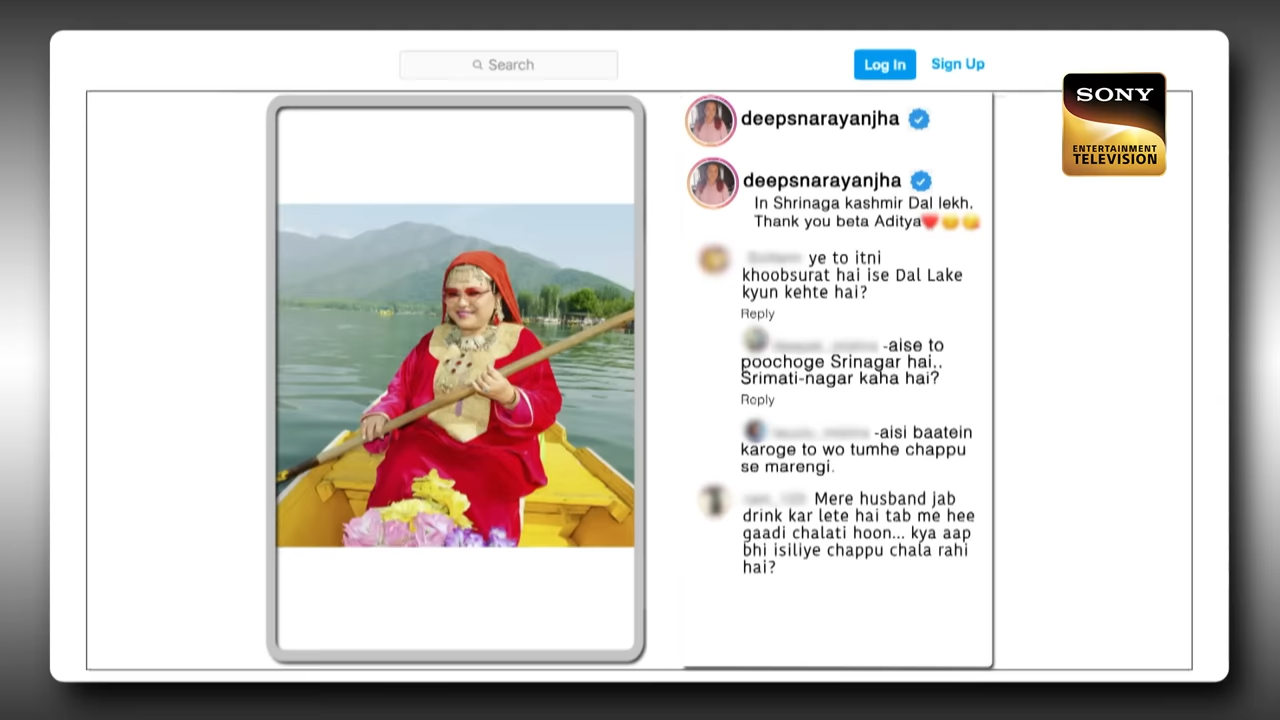 Search
Log In
Sign Up
SONY
ENTERTAINMENT
TELEVISION
deepsnarayanjha
deepsnarayanjha
In Shrinaga kashmir Dal lekh.
Thank you beta Aditya❤️😊😘
ye to itni
khoobsurat hai ise Dal Lake
kyun kehte hai?
Reply
-aise to
poochoge Srinagar hai..
Srimati-nagar kaha hai?
Reply
-aisi baatein
karoge to wo tumhe chappu
se marengi.
Mere husband jab
drink kar lete hai tab me hee
gaadi chalati hoon... kya aap
bhi isiliye chappu chala rahi
hai?